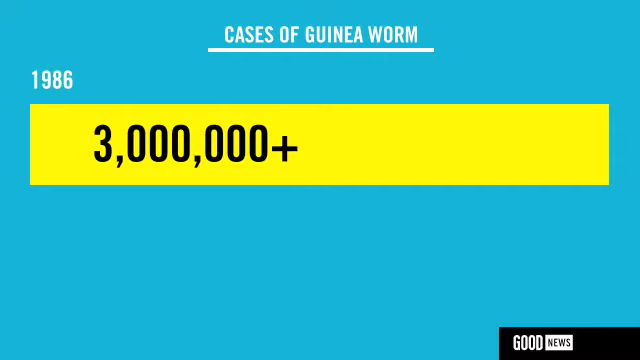 CASES OF GUINEA WORM
1986
3,000,000+
GOOD NEWS